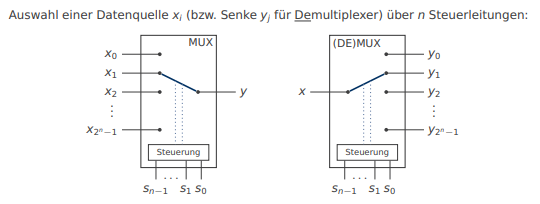 Auswahl einer Datenquelle xᵢ (bzw. Senke yⱼ für Demultiplexer) über n Steuerleitungen:
MUX
x₀
x₁
x₂
⋮
x₂ⁿ₋₁
y
Steuerung
sₙ₋₁ ... s₁ s₀
(DE)MUX
x
y₀
y₁
y₂
⋮
y₂ⁿ₋₁
Steuerung
sₙ₋₁ ... s₁ s₀